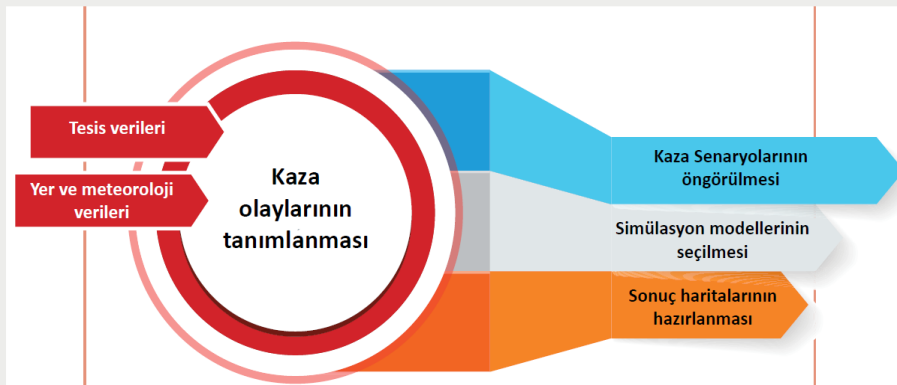 Tesis verileri
Yer ve meteoroloji
verileri
Kaza
olaylarının
tanımlanması
Kaza Senaryolarının
öngörülmesi
Simülasyon modellerinin
seçilmesi
Sonuç haritalarının
hazırlanması